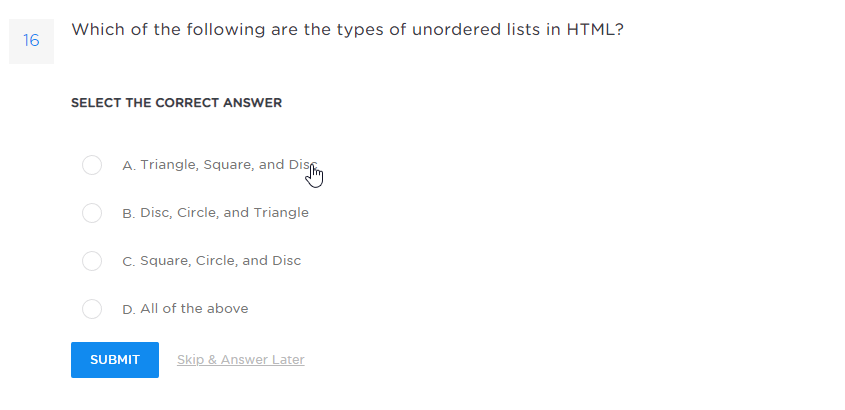 16
Which of the following are the types of unordered lists in HTML?
SELECT THE CORRECT ANSWER
A. Triangle, Square, and Disc
B. Disc, Circle, and Triangle
C. Square, Circle, and Disc
D. All of the above
SUBMIT
Skip & Answer Later